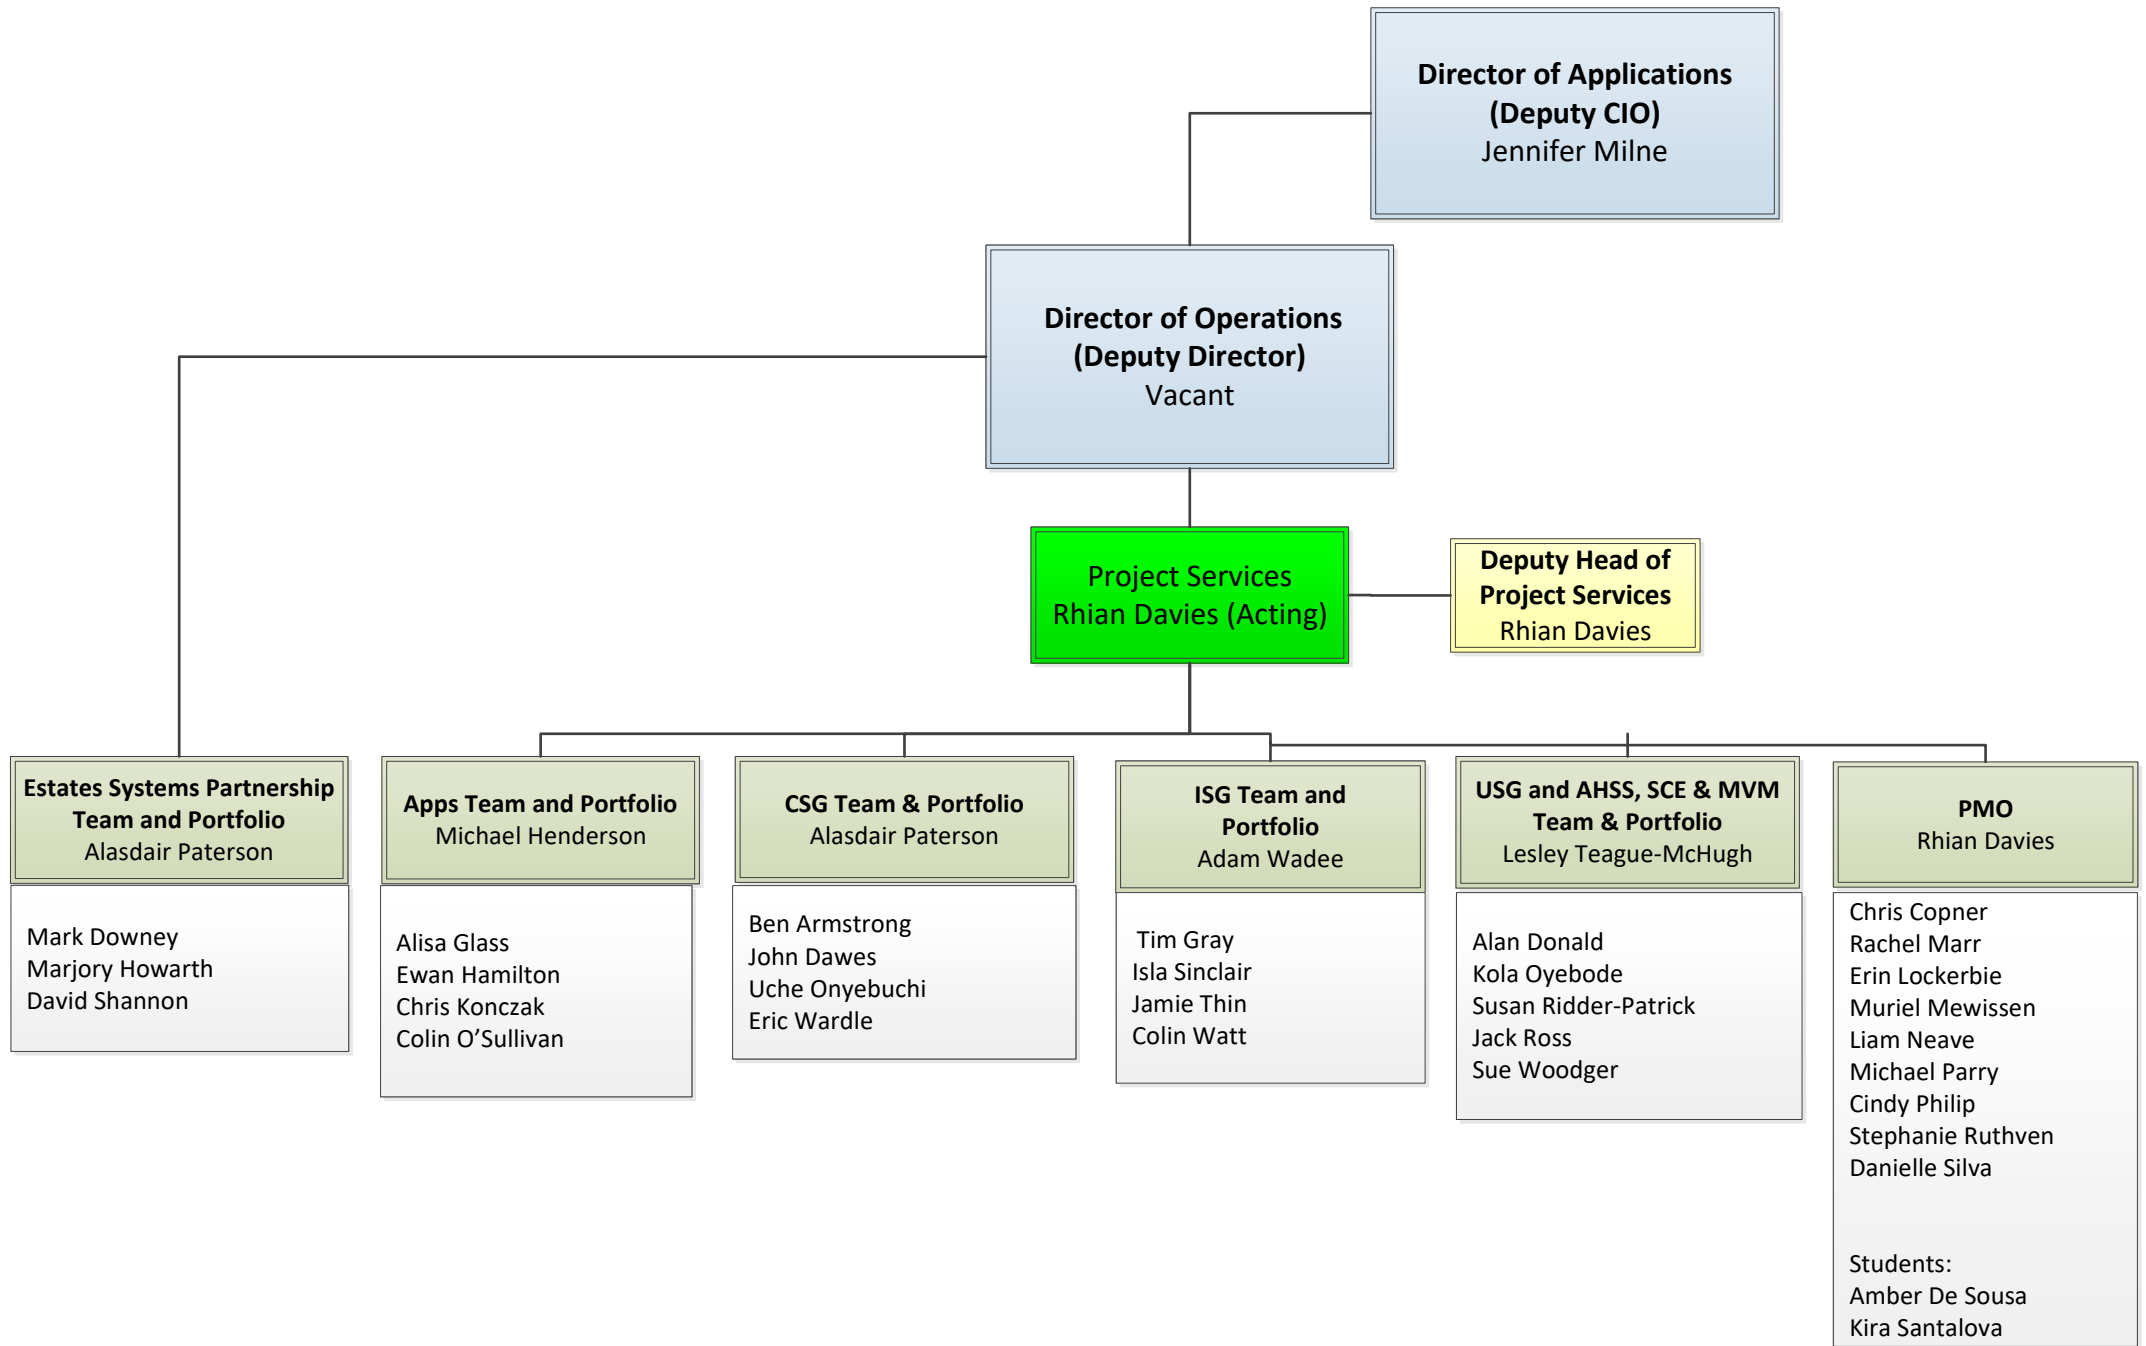 Director of Applications
(Deputy CIO)
Jennifer Milne
Director of Operations
(Deputy Director)
Vacant
Project Services
Rhian Davies (Acting)
Deputy Head of
Project Services
Rhian Davies
Estates Systems Partnership
Team and Portfolio
Alasdair Paterson
Mark Downey
Marjory Howarth
David Shannon
Apps Team and Portfolio
Michael Henderson
Alisa Glass
Ewan Hamilton
Chris Konczak
Colin O’Sullivan
CSG Team & Portfolio
Alasdair Paterson
Ben Armstrong
John Dawes
Uche Onyebuchi
Eric Wardle
ISG Team and
Portfolio
Adam Wadee
Tim Gray
Isla Sinclair
Jamie Thin
Colin Watt
USG and AHSS, SCE & MVM
Team & Portfolio
Lesley Teague-McHugh
Alan Donald
Kola Oyebode
Susan Ridder-Patrick
Jack Ross
Sue Woodger
PMO
Rhian Davies
Chris Copner
Rachel Marr
Erin Lockerbie
Muriel Mewissen
Liam Neave
Michael Parry
Cindy Philip
Stephanie Ruthven
Danielle Silva
Students:
Amber De Sousa
Kira Santalova